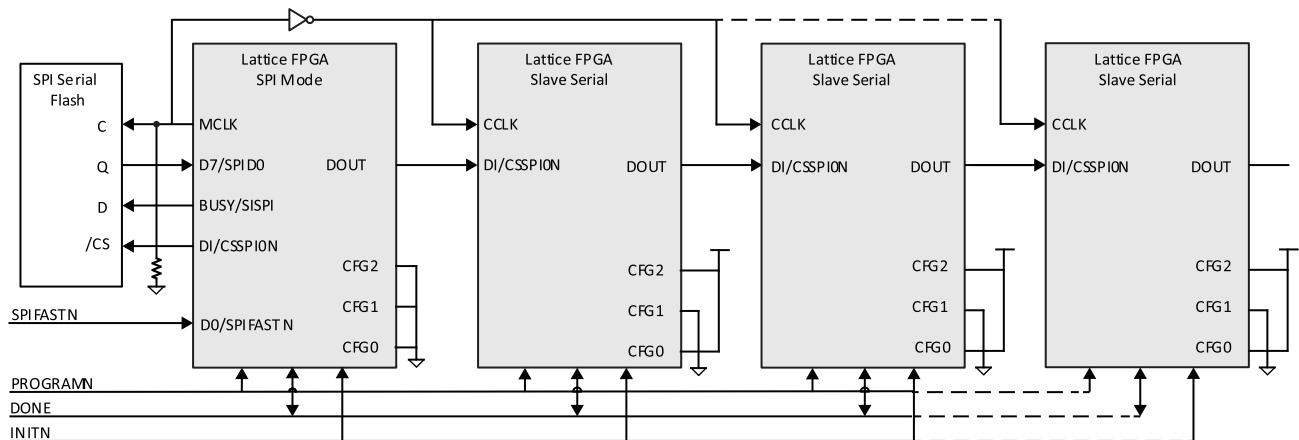 SPI Serial
Flash
C
Q
D
/CS
Lattice FPGA
SPI Mode
MCLK
D7/SPID0
BUSY/SISPI
DI/CSSPI0N
D0/SPIFASTN
DOUT
CFG2
CFG1
CFG0
Lattice FPGA
Slave Serial
CCLK
DI/CSSPI0N
DOUT
CFG2
CFG1
CFG0
Lattice FPGA
Slave Serial
CCLK
DI/CSSPI0N
DOUT
CFG2
CFG1
CFG0
Lattice FPGA
Slave Serial
CCLK
DI/CSSPI0N
DOUT
CFG2
CFG1
CFG0
SPIFASTN
PROGRAMN
DONE
INITN